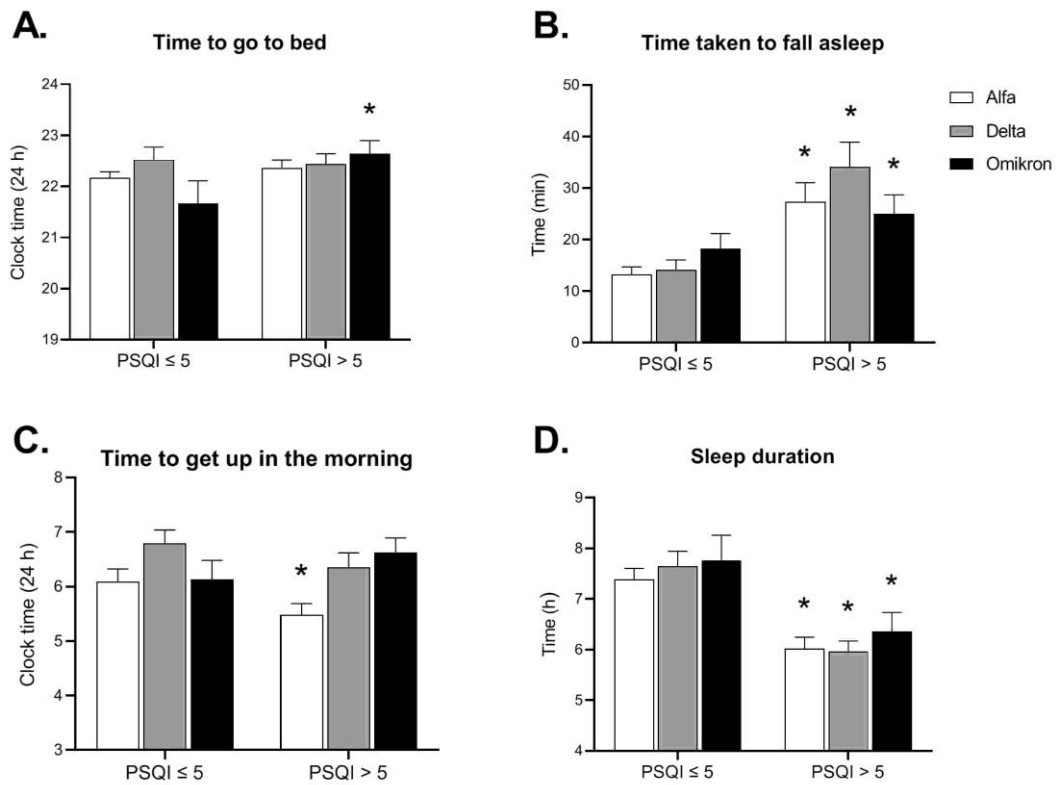 A.
Time to go to bed
Clock time (24 h)
24
23
22
21
20
19
*
PSQI ≤ 5
PSQI > 5
B.
Time taken to fall asleep
Time (min)
50
40
30
20
10
0
*
*
*
PSQI ≤ 5
PSQI > 5
Alfa
Delta
Omikron
C.
Time to get up in the morning
Clock time (24 h)
8
7
6
5
4
3
*
PSQI ≤ 5
PSQI > 5
D.
Sleep duration
Time (h)
9
8
7
6
5
4
*
*
*
PSQI ≤ 5
PSQI > 5